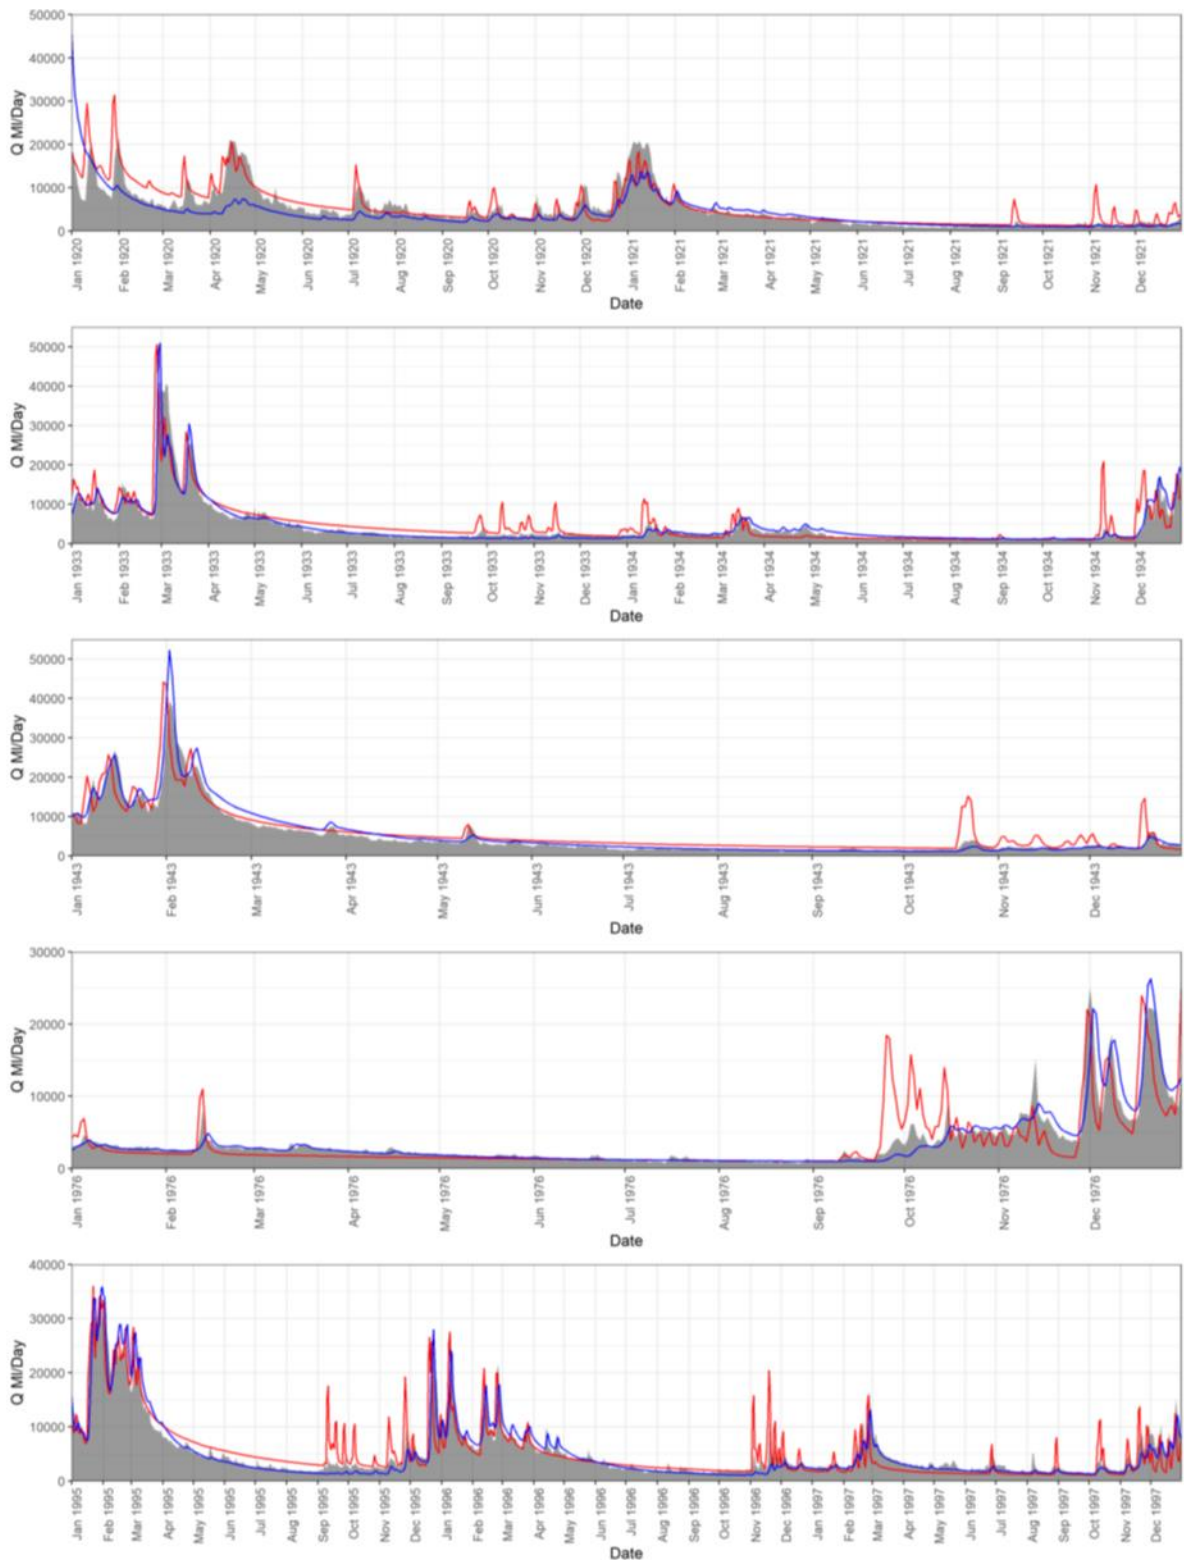 50000
40000
30000
20000
10000
0
Q Ml/Day
Jan 1920
Feb 1920
Mar 1920
Apr 1920
May 1920
Jun 1920
Jul 1920
Aug 1920
Sep 1920
Oct 1920
Nov 1920
Dec 1920
Jan 1921
Feb 1921
Mar 1921
Apr 1921
May 1921
Jun 1921
Jul 1921
Aug 1921
Sep 1921
Oct 1921
Nov 1921
Dec 1921
Date
50000
40000
30000
20000
10000
0
Q Ml/Day
Jan 1933
Feb 1933
Mar 1933
Apr 1933
May 1933
Jun 1933
Jul 1933
Aug 1933
Sep 1933
Oct 1933
Nov 1933
Dec 1933
Jan 1934
Feb 1934
Mar 1934
Apr 1934
May 1934
Jun 1934
Jul 1934
Aug 1934
Sep 1934
Oct 1934
Nov 1934
Dec 1934
Date
50000
40000
30000
20000
10000
0
Q Ml/Day
Jan 1943
Feb 1943
Mar 1943
Apr 1943
May 1943
Jun 1943
Jul 1943
Aug 1943
Sep 1943
Oct 1943
Nov 1943
Dec 1943
Date
30000
20000
10000
0
Q Ml/Day
Jan 1976
Feb 1976
Mar 1976
Apr 1976
May 1976
Jun 1976
Jul 1976
Aug 1976
Sep 1976
Oct 1976
Nov 1976
Dec 1976
Date
40000
30000
20000
10000
0
Q Ml/Day
Jan 1995
Feb 1995
Mar 1995
Apr 1995
May 1995
Jun 1995
Jul 1995
Aug 1995
Sep 1995
Oct 1995
Nov 1995
Dec 1995
Jan 1996
Feb 1996
Mar 1996
Apr 1996
May 1996
Jun 1996
Jul 1996
Aug 1996
Sep 1996
Oct 1996
Nov 1996
Dec 1996
Jan 1997
Feb 1997
Mar 1997
Apr 1997
May 1997
Jun 1997
Jul 1997
Aug 1997
Sep 1997
Oct 1997
Nov 1997
Dec 1997
Date